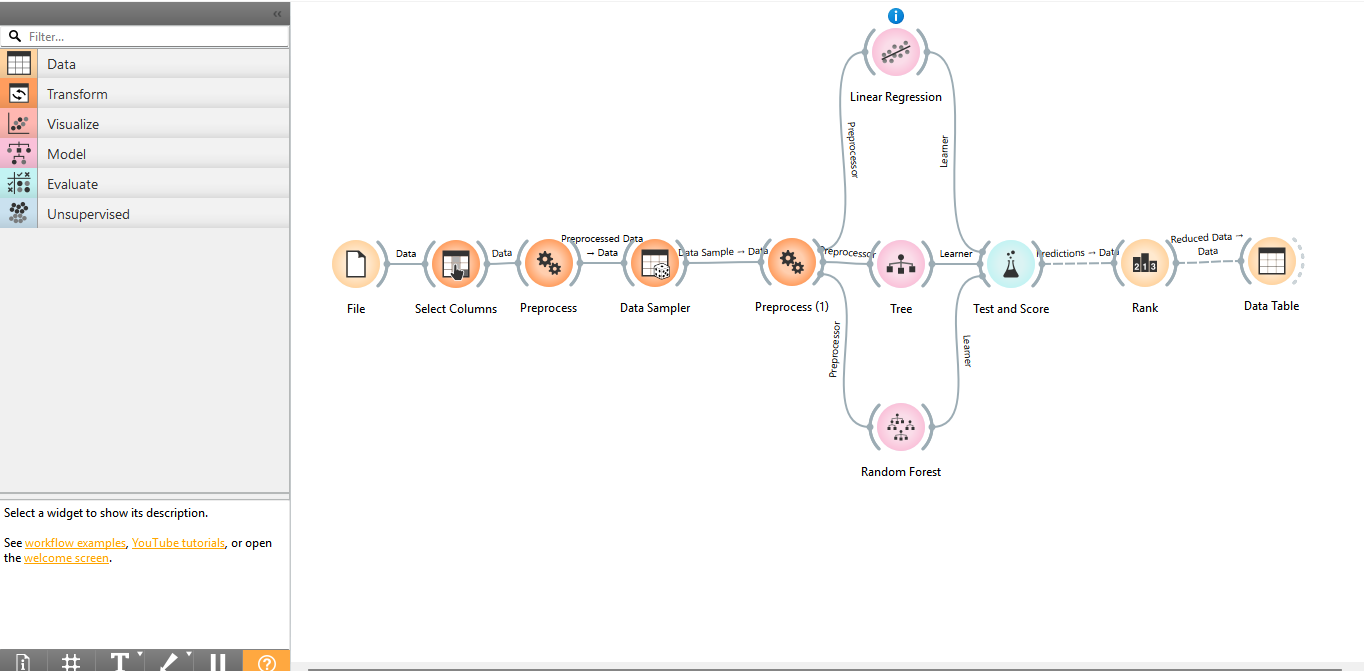 «
Filter...
Data
Transform
Visualize
Model
Evaluate
Unsupervised
Select a widget to show its description.
See workflow examples, YouTube tutorials, or open
the welcome screen.
i
Linear Regression
Preprocessor
Learner
File
Data
Select Columns
Data
Preprocess
Preprocessed Data
→ Data
Data Sampler
Data Sample → Data
Preprocess (1)
Preprocessor
Tree
Learner
Test and Score
Predictions → Data
213
Rank
Reduced Data →
Data
Data Table
Preprocessor
Learner
Random Forest
i
#
T
?